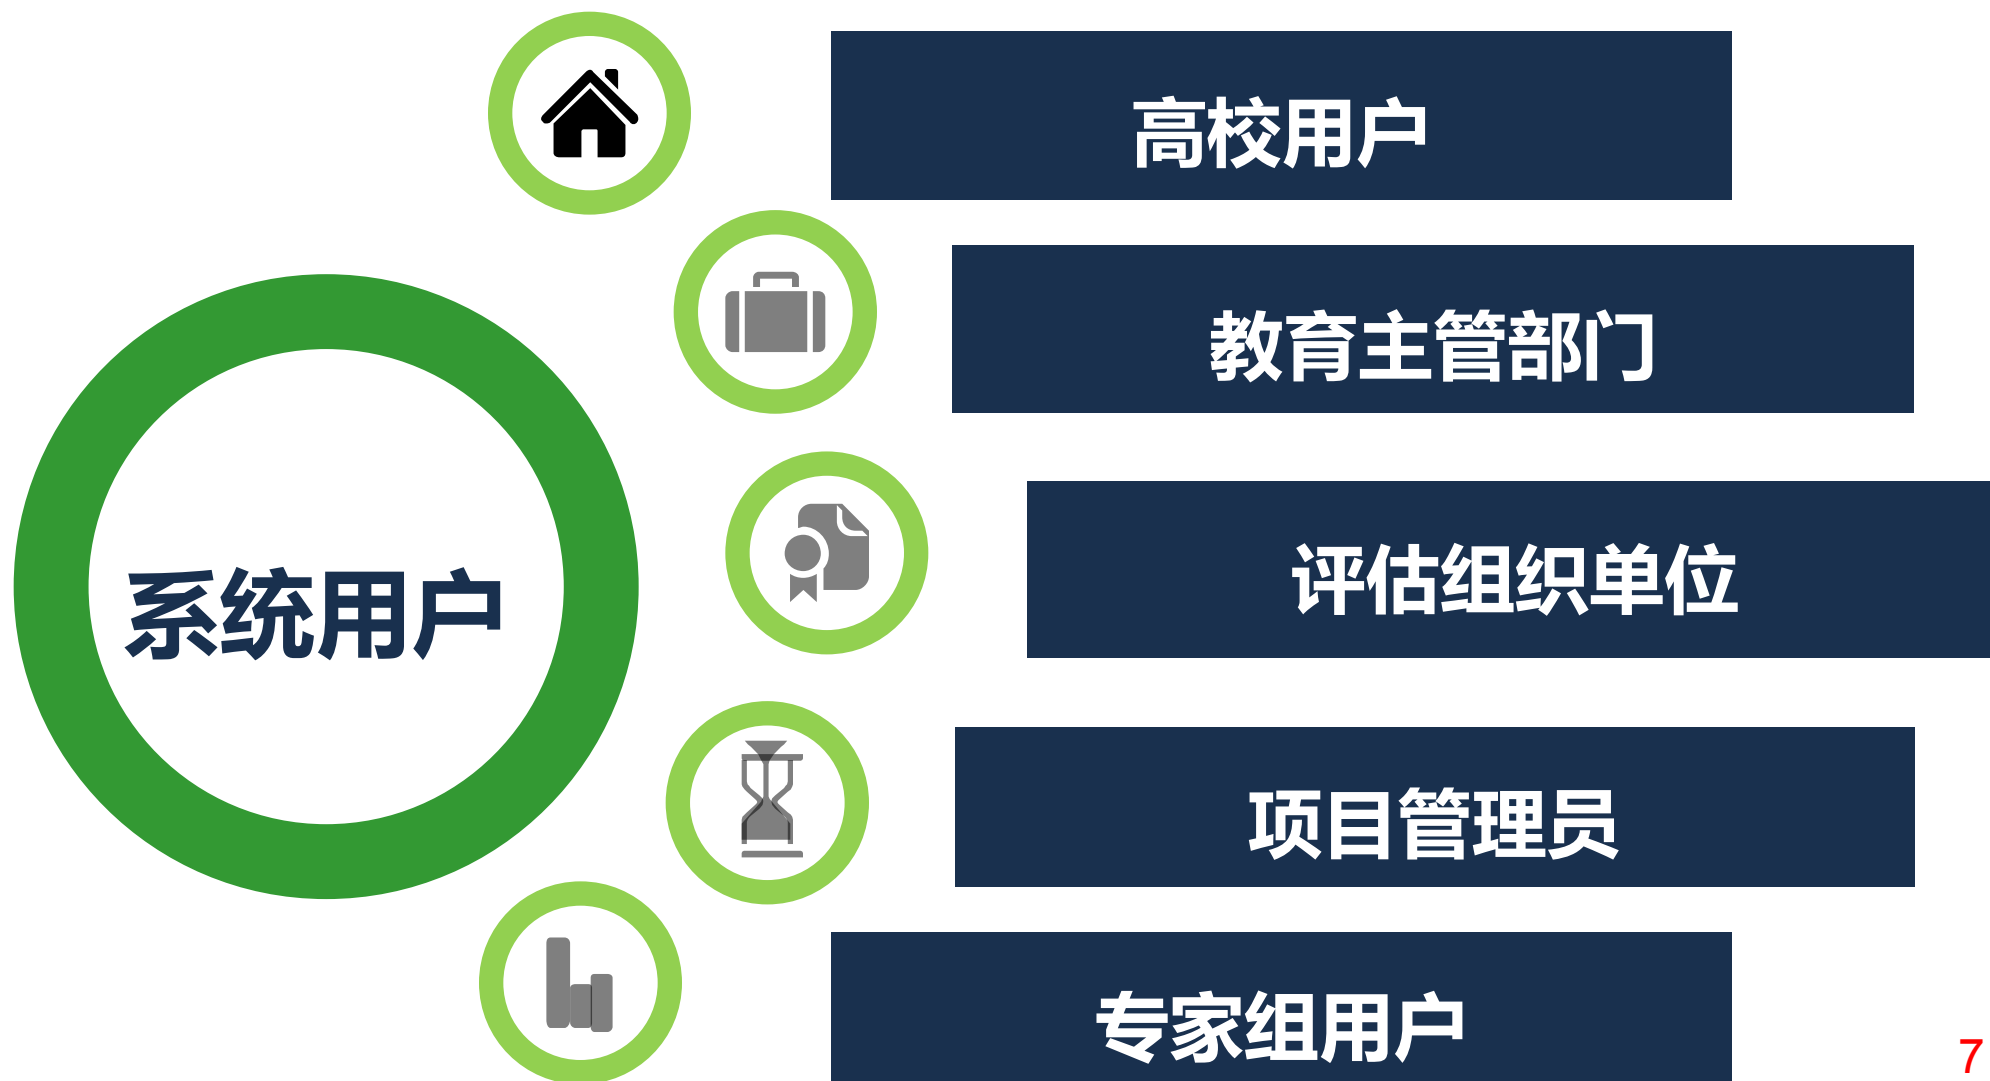 高校用户
教育主管部门
系统用户
评估组织单位
项目管理员
专家组用户
7